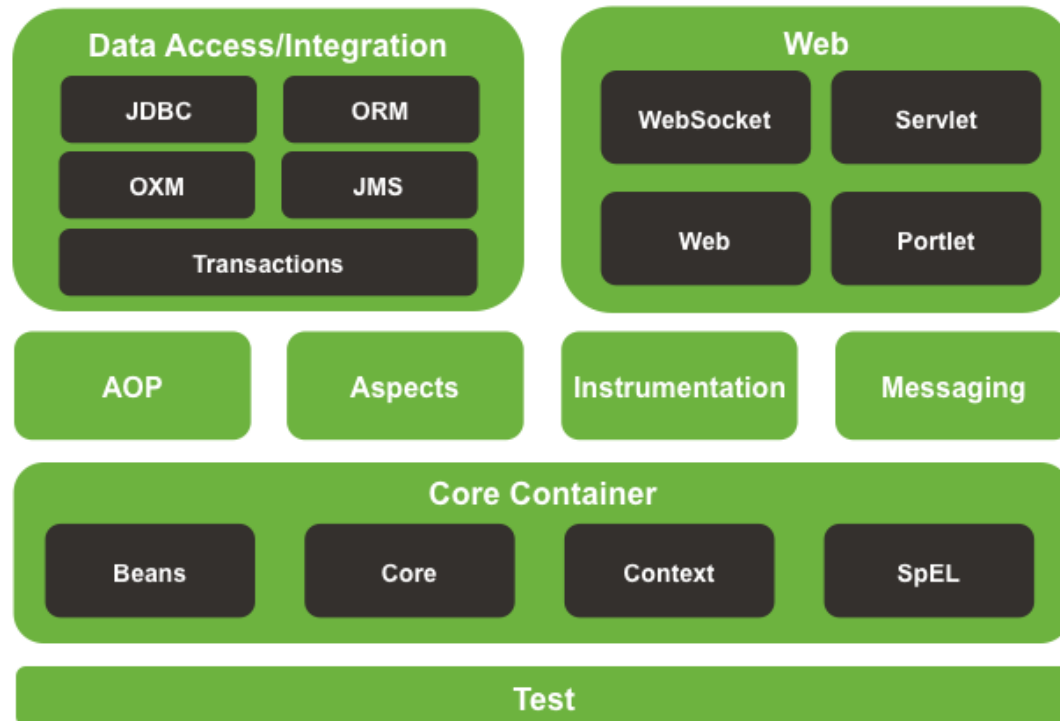 Data Access/Integration
JDBC
ORM
OXM
JMS
Transactions
Web
WebSocket
Servlet
Web
Portlet
AOP
Aspects
Instrumentation
Messaging
Core Container
Beans
Core
Context
SpEL
Test